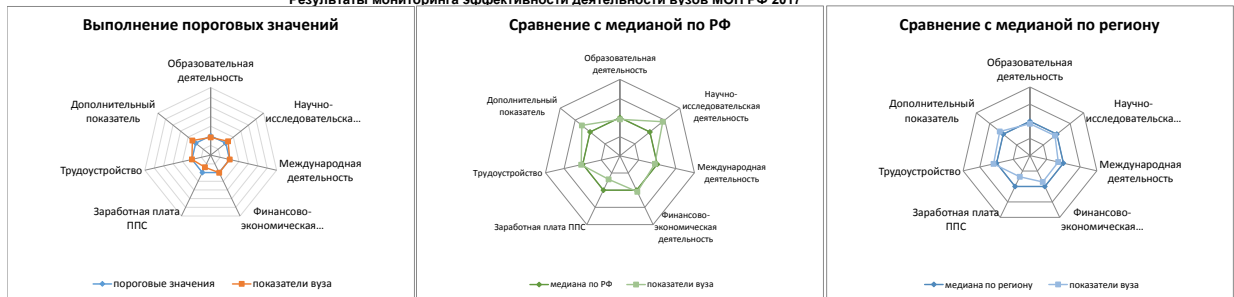 Результаты мониторинга эффективности деятельности вузов МОН РФ 2017
Выполнение пороговых значений
Образовательная
деятельность
Научно-
исследовательска...
Международная
деятельность
Финансово-
экономическая...
Заработная плата
ППС
Трудоустройство
Дополнительный
показатель
пороговые значения
показатели вуза
Сравнение с медианой по РФ
Образовательная
деятельность
Научно-
исследовательская
деятельность
Международная
деятельность
Финансово-
экономическая
деятельность
Заработная плата ППС
Трудоустройство
Дополнительный
показатель
медиана по РФ
показатели вуза
Сравнение с медианой по региону
Образовательная
деятельность
Научно-
исследовательска...
Международная
деятельность
Финансово-
экономическая...
Заработная плата
ППС
Трудоустройство
Дополнительный
показатель
медиана по региону
показатели вуза